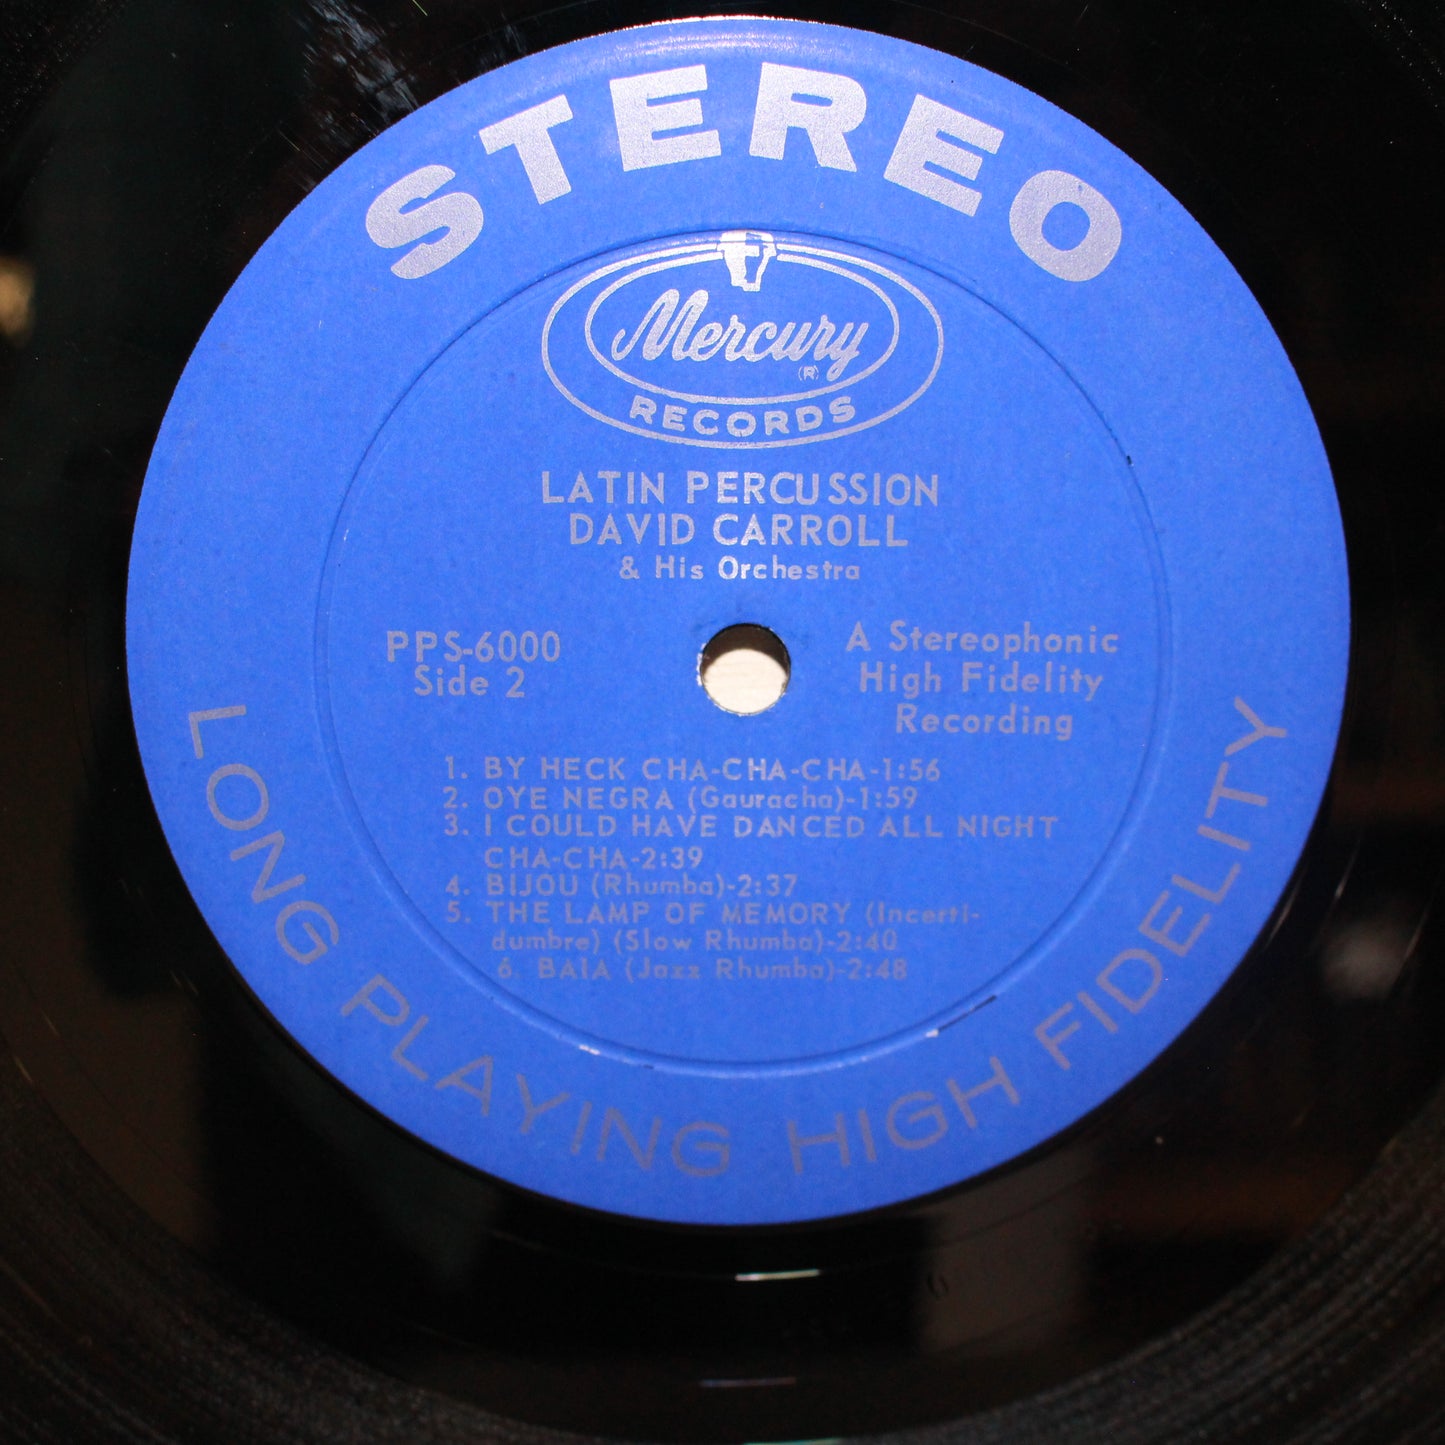 STEREO
Mercury
(R)
RECORDS
LATIN PERCUSSION
DAVID CARROLL
& His Orchestra
PPS-6000
Side 2
A Stereophonic
High Fidelity
Recording
1. BY HECK CHA-CHA-CHA-1:56
2. OYE NEGRA (Gauracha)-1:59
3. I COULD HAVE DANCED ALL NIGHT
CHA-CHA-2:39
4. BIJOU (Rhumba)-2:37
5. THE LAMP OF MEMORY (Incerti-
dumbre) (Slow Rhumba)-2:40
6. BAIA (Jazz Rhumba)-2:48
LONG PLAYING HIGH FIDELITY